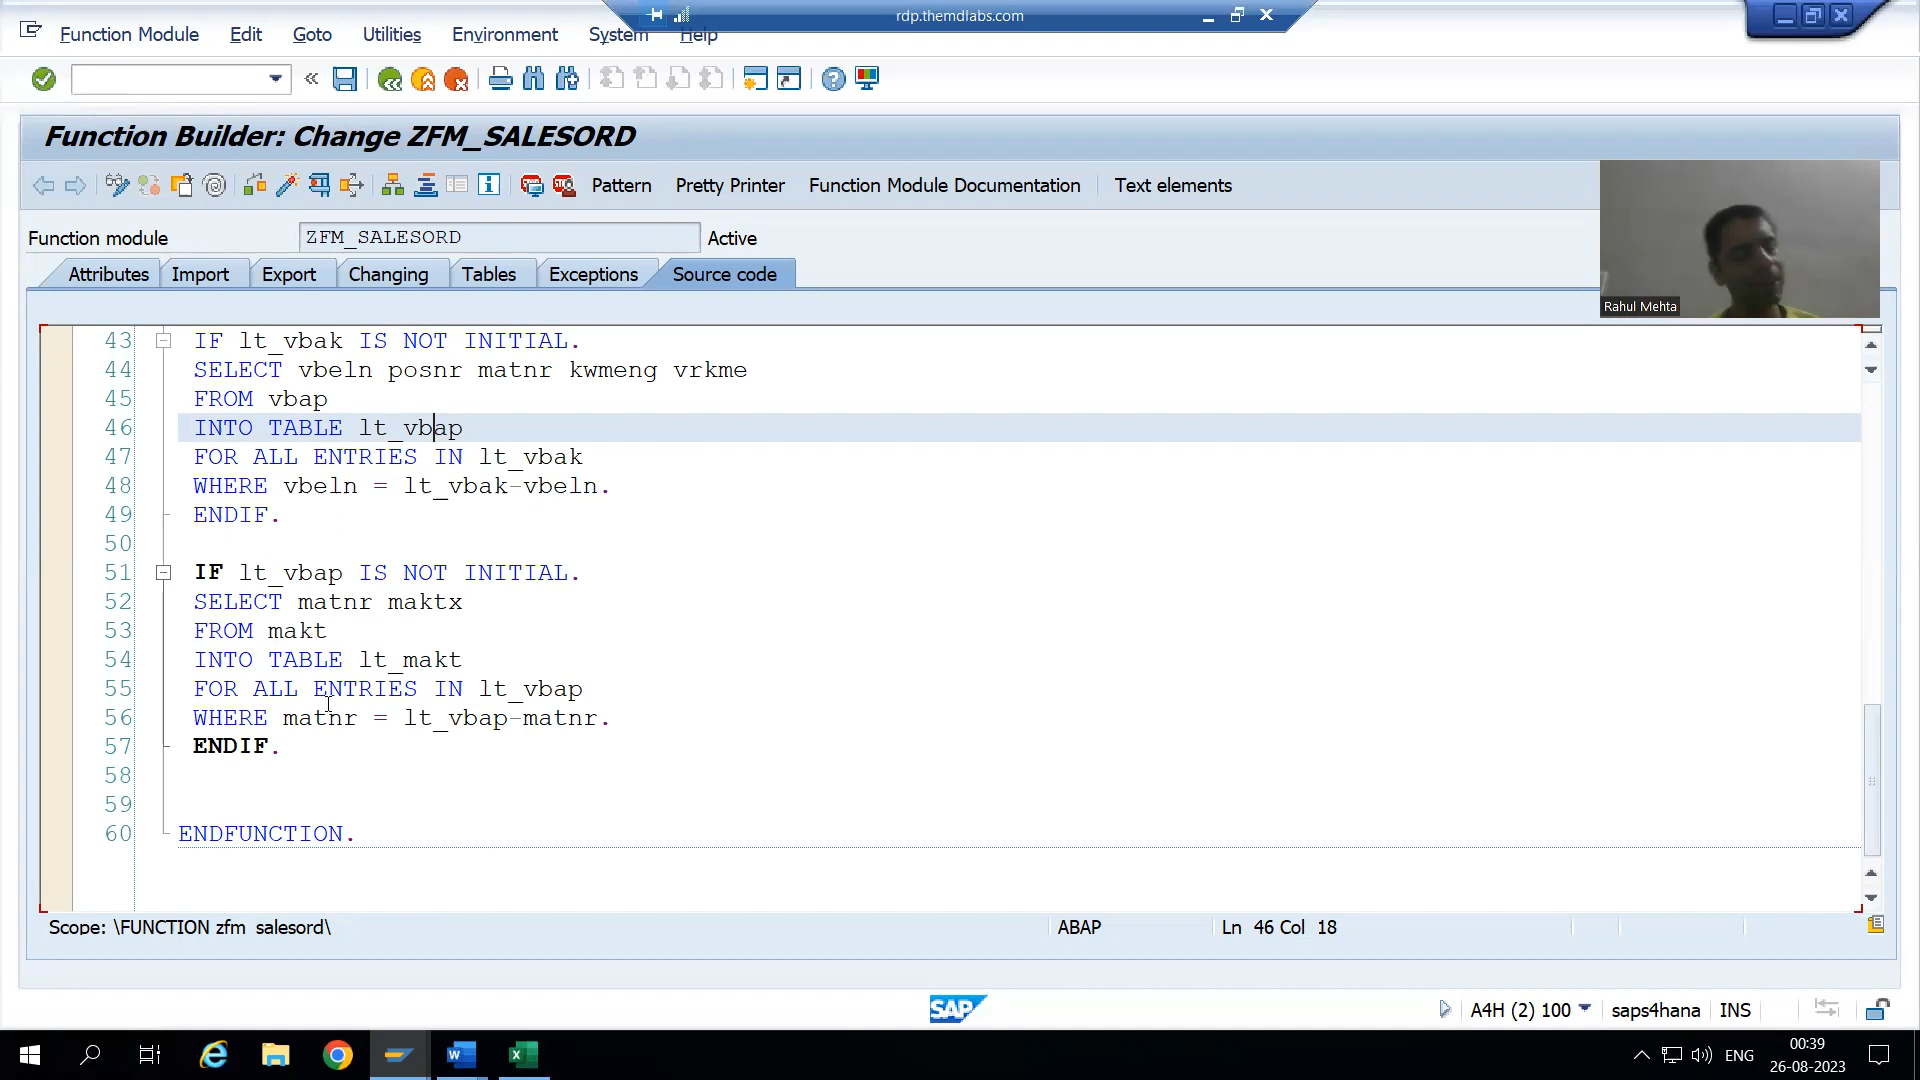 rdp.themdlabs.com
Function Module Edit Goto Utilities Environment System Help
Function Builder: Change ZFM_SALESORD
Pattern Pretty Printer Function Module Documentation Text elements
Function module ZFM_SALESORD Active
Attributes Import Export Changing Tables Exceptions Source code
Rahul Mehta
43 IF lt_vbak IS NOT INITIAL.
44 SELECT vbeln posnr matnr kwmeng vrkme
45 FROM vbap
46 INTO TABLE lt_vbap
47 FOR ALL ENTRIES IN lt_vbak
48 WHERE vbeln = lt_vbak-vbeln.
49 ENDIF.
50
51 IF lt_vbap IS NOT INITIAL.
52 SELECT matnr maktx
53 FROM makt
54 INTO TABLE lt_makt
55 FOR ALL ENTRIES IN lt_vbap
56 WHERE matnr = lt_vbap-matnr.
57 ENDIF.
58
59
60 ENDFUNCTION.
Scope: \FUNCTION zfm_salesord\ ABAP Ln 46 Col 18
SAP A4H (2) 100 saps4hana INS
ENG 00:39
26-08-2023